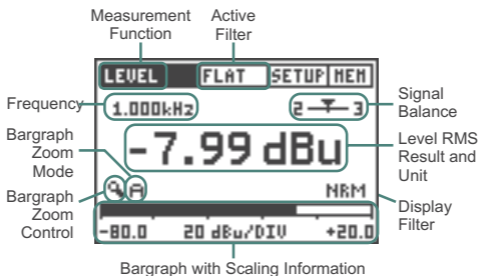 Measurement Function
Active Filter
LEVEL FLAT SETUP MEM
Frequency
1.000kHz
2 3
Signal Balance
Bargraph Zoom Mode
-7.99 dBu
Level RMS Result and Unit
A
NRM
Bargraph Zoom Control
Display Filter
-80.0 20 dBu/DIV +20.0
Bargraph with Scaling Information